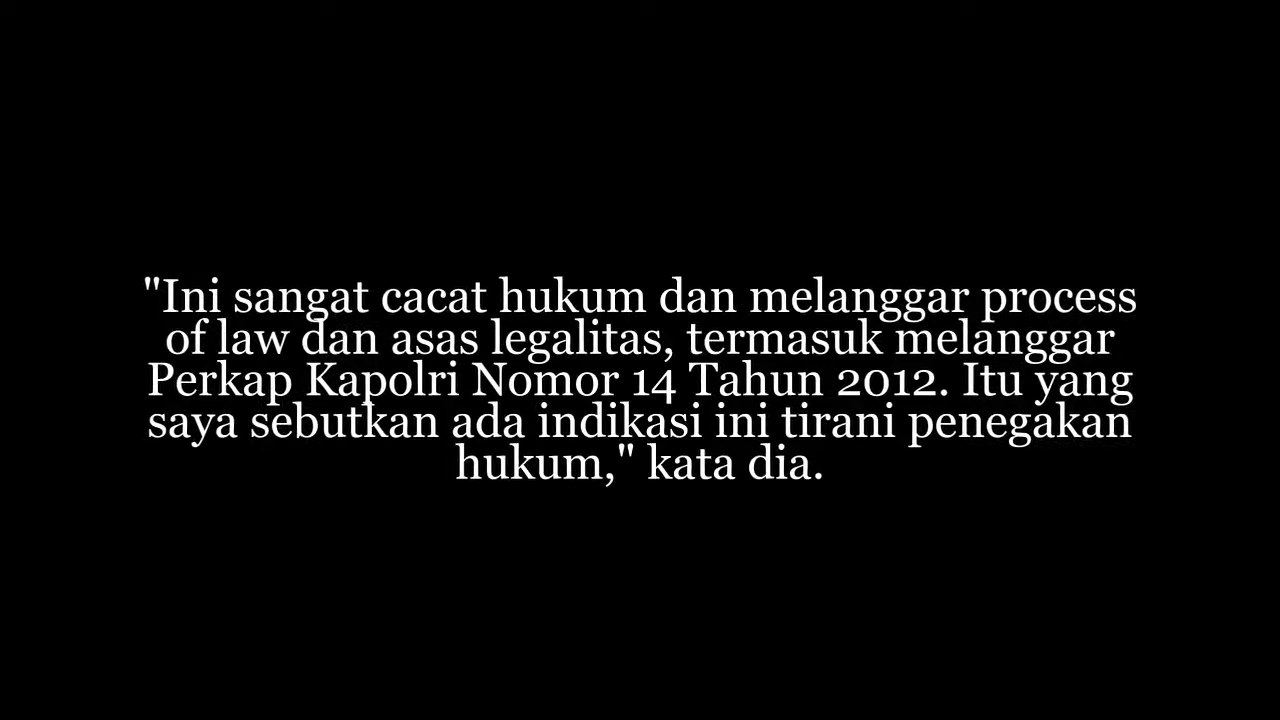 "Ini sangat cacat hukum dan melanggar process
of law dan asas legalitas, termasuk melanggar
Perkap Kapolri Nomor 14 Tahun 2012. Itu yang
saya sebutkan ada indikasi ini tirani penegakan
hukum," kata dia.